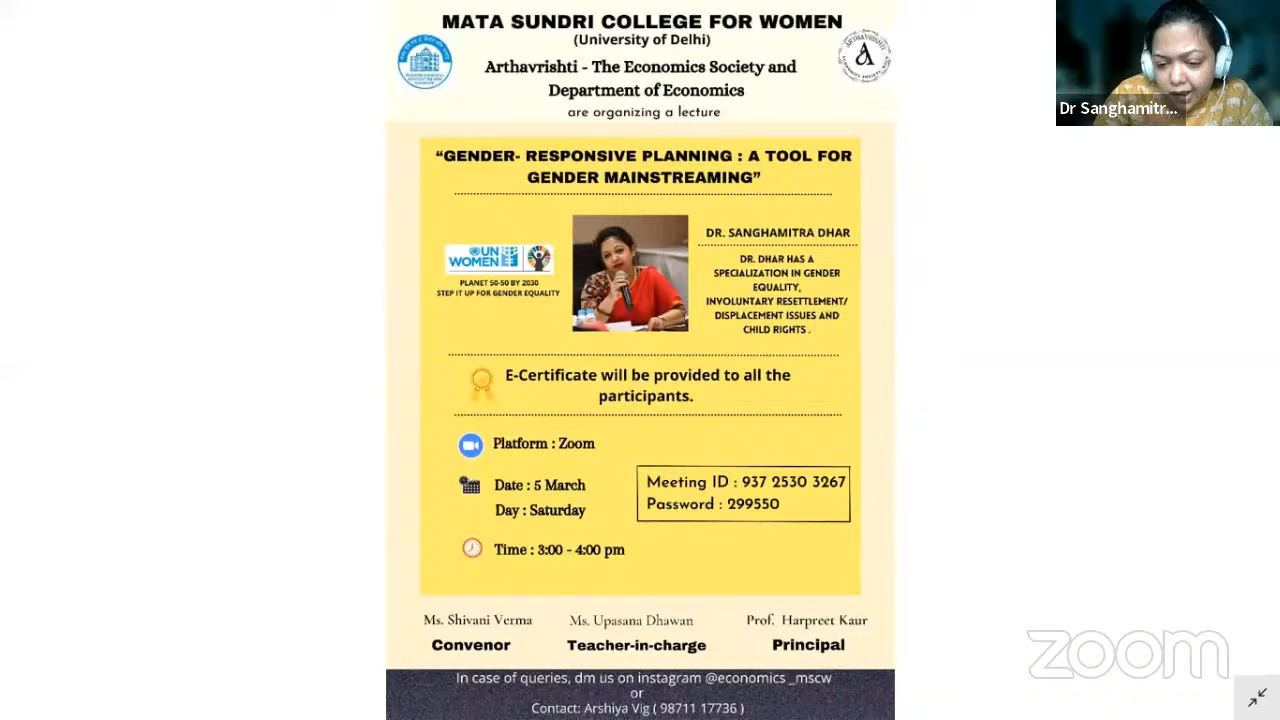 MATA SUNDRI COLLEGE FOR WOMEN
(University of Delhi)
Arthavrishti - The Economics Society and
Department of Economics
are organizing a lecture
“GENDER- RESPONSIVE PLANNING : A TOOL FOR
GENDER MAINSTREAMING”
UN
WOMEN
PLANET 50-50 BY 2030
STEP IT UP FOR GENDER EQUALITY
DR. SANGHAMITRA DHAR
DR. DHAR HAS A
SPECIALIZATION IN GENDER
EQUALITY,
INVOLUNTARY RESETTLEMENT/
DISPLACEMENT ISSUES AND
CHILD RIGHTS .
E-Certificate will be provided to all the
participants.
Platform : Zoom
Date : 5 March
Day : Saturday
Time : 3:00 - 4:00 pm
Meeting ID : 937 2530 3267
Password : 299550
Ms. Shivani Verma
Convenor
Ms. Upasana Dhawan
Teacher-in-charge
Prof. Harpreet Kaur
Principal
In case of queries, dm us on instagram @economics _mscw
or
Contact: Arshiya Vig ( 98711 17736 )
Dr Sanghamitr...
zoom